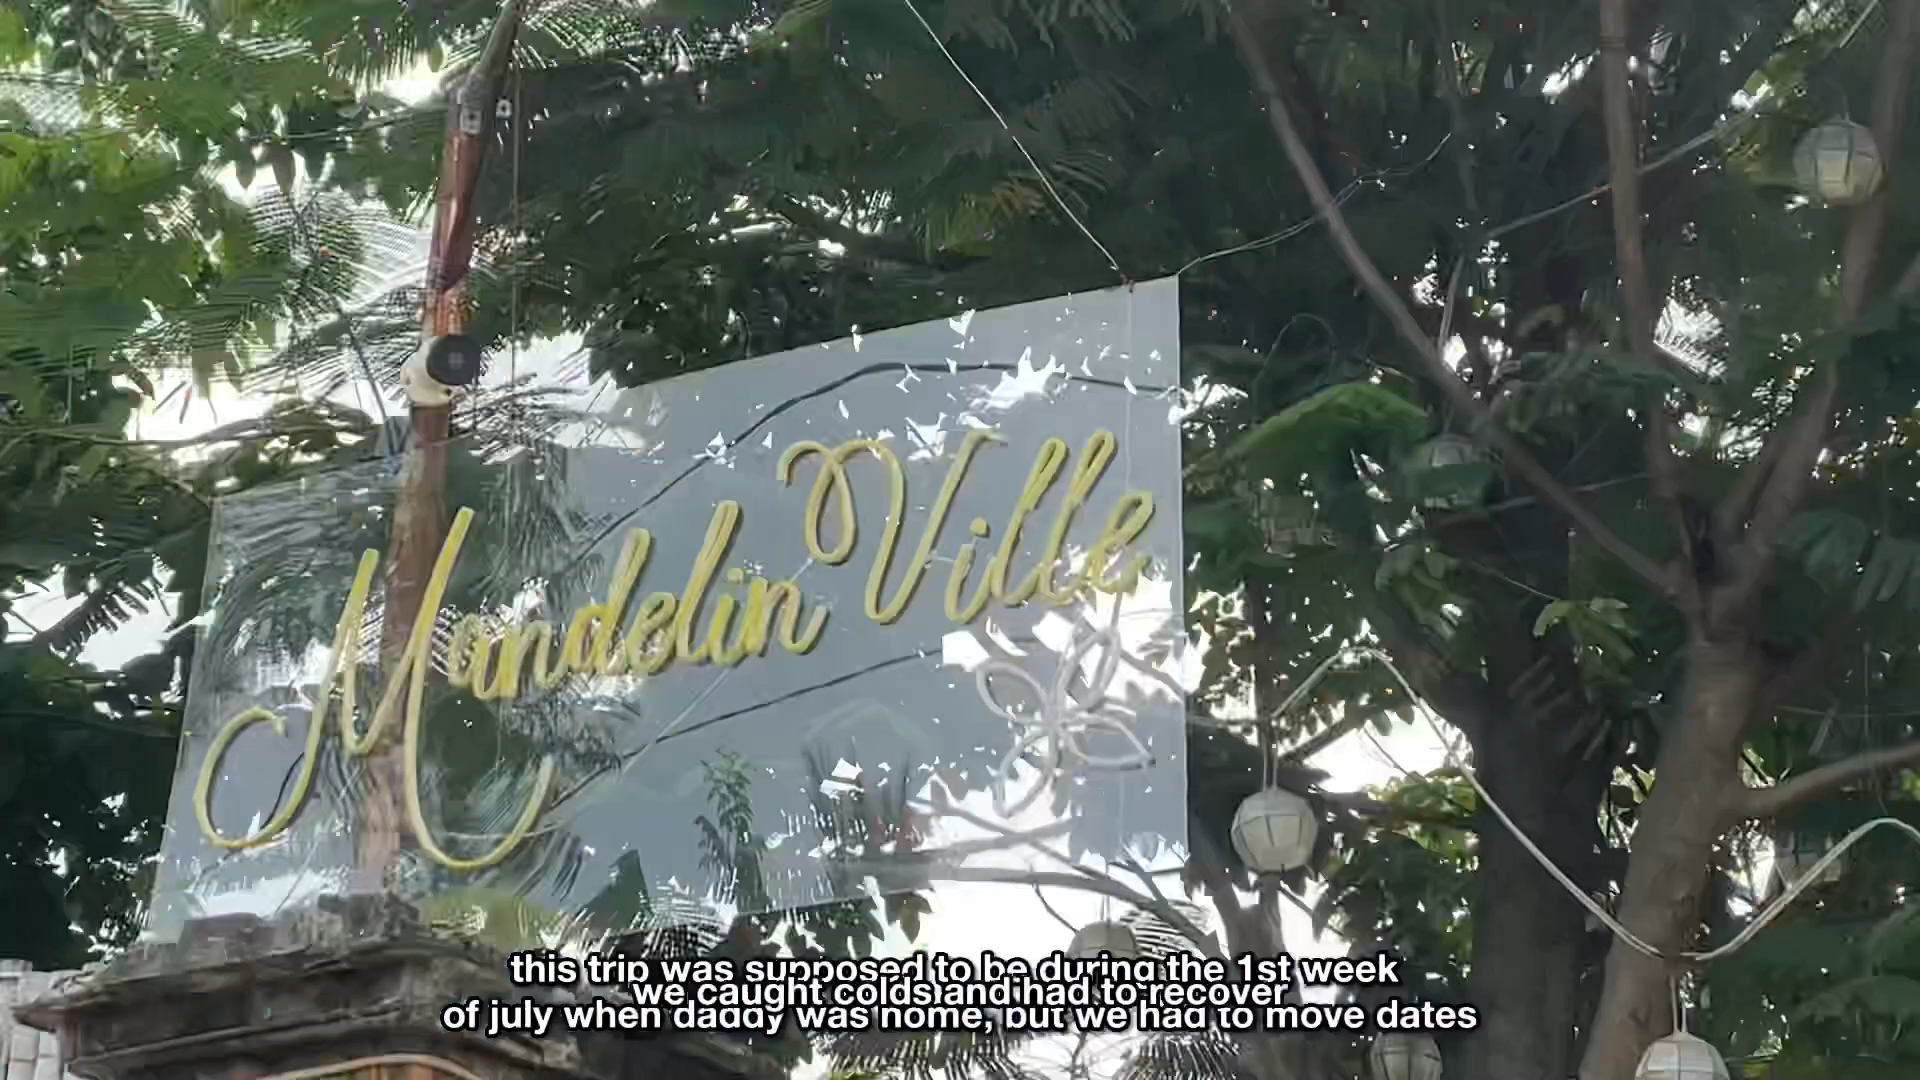 Mandelin Ville
this trip was supposed to be during the 1st week
we caught colds and had to recover
of july when daddy was home, but we had to move dates